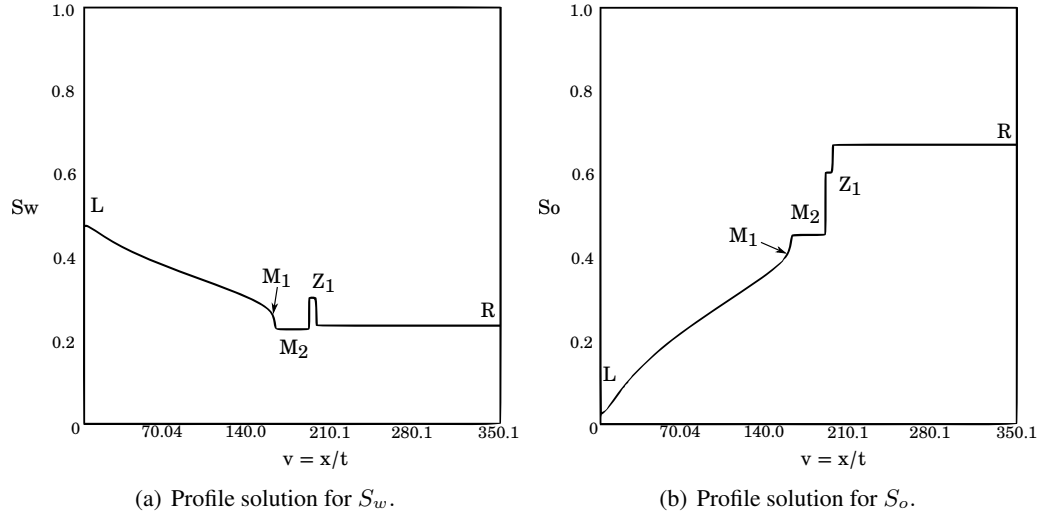 1.0
0.8
0.6
Sw
L
0.4
M1
Z1
R
M2
0.2
0
70.04
140.0
210.1
280.1
350.1
v = x/t
(a) Profile solution for Sw.
1.0
0.8
R
0.6
Z1
So
M2
M1
0.4
0.2
L
0
70.04
140.0
210.1
280.1
350.1
v = x/t
(b) Profile solution for So.